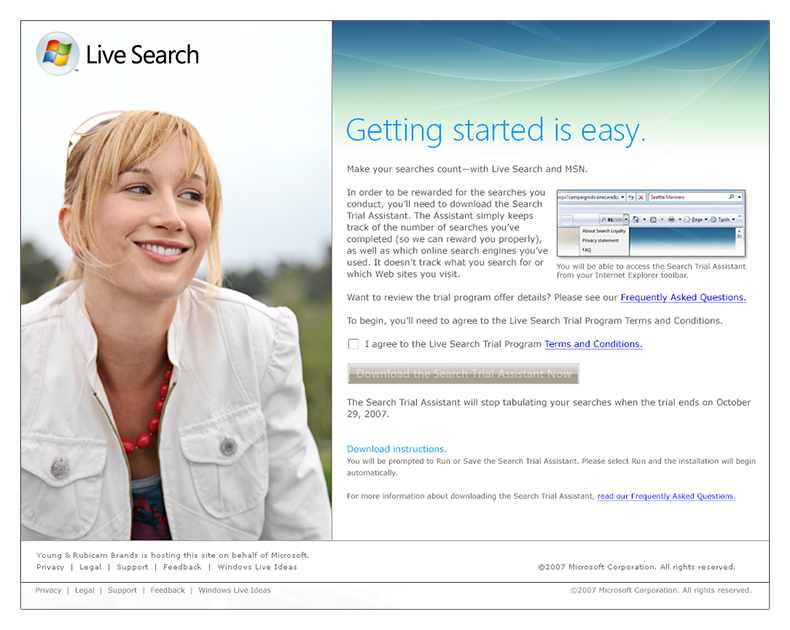 Live Search
Getting started is easy.
Make your searches count—with Live Search and MSN.
In order to be rewarded for the searches you
conduct, you'll need to download the Search
Trial Assistant. The Assistant simply keeps
track of the number of searches you've
completed (so we can reward you properly),
as well as which online search engines you've
used. It doesn't track what you search for or
which Web sites you visit.
Seattle Mariners
Page
Tools
About Search Loyalty
Privacy statement
FAQ
You will be able to access the Search Trial Assistant
from your Internet Explorer toolbar.
Want to review the trial program offer details? Please see our Frequently Asked Questions.
To begin, you'll need to agree to the Live Search Trial Program Terms and Conditions.
I agree to the Live Search Trial Program Terms and Conditions.
Download the Search Trial Assistant Now
The Search Trial Assistant will stop tabulating your searches when the trial ends on October
29, 2007.
Download instructions.
You will be prompted to Run or Save the Search Trial Assistant. Please select Run and the installation will begin
automatically.
For more information about downloading the Search Trial Assistant, read our Frequently Asked Questions.
Young & Rubicam Brands is hosting this site on behalf of Microsoft.
Privacy | Legal | Support | Feedback | Windows Live Ideas
©2007 Microsoft Corporation. All rights reserved.
Privacy | Legal | Support | Feedback | Windows Live Ideas
©2007 Microsoft Corporation. All rights reserved.